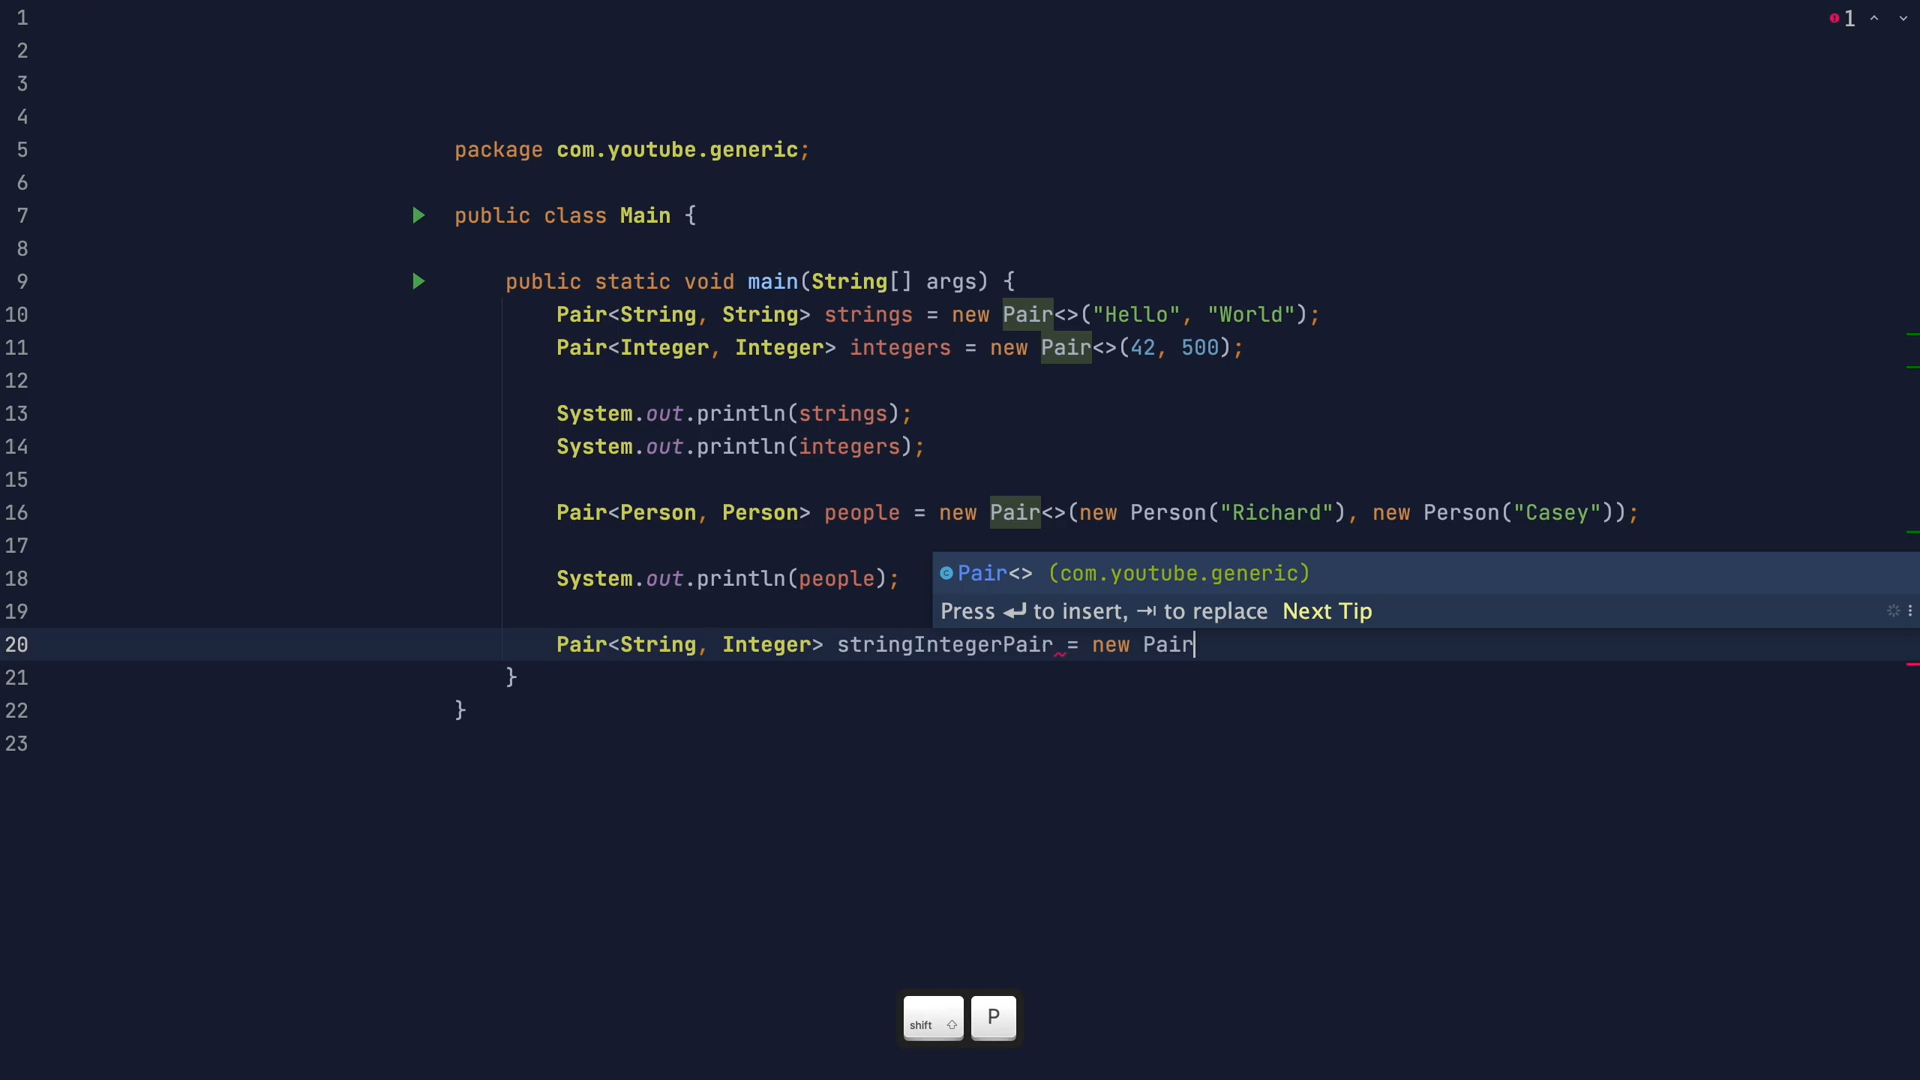 1
1
2
3
4
5 package com.youtube.generic;
6
7 public class Main {
8
9 public static void main(String[] args) {
10 Pair<String, String> strings = new Pair<>("Hello", "World");
11 Pair<Integer, Integer> integers = new Pair<>(42, 500);
12
13 System.out.println(strings);
14 System.out.println(integers);
15
16 Pair<Person, Person> people = new Pair<>(new Person("Richard"), new Person("Casey"));
17
C Pair<> (com.youtube.generic)
18 System.out.println(people);
Press ↵ to insert, ⇥ to replace Next Tip
19
20 Pair<String, Integer> stringIntegerPair = new Pair
21 }
22 }
23
shift ⇧ P